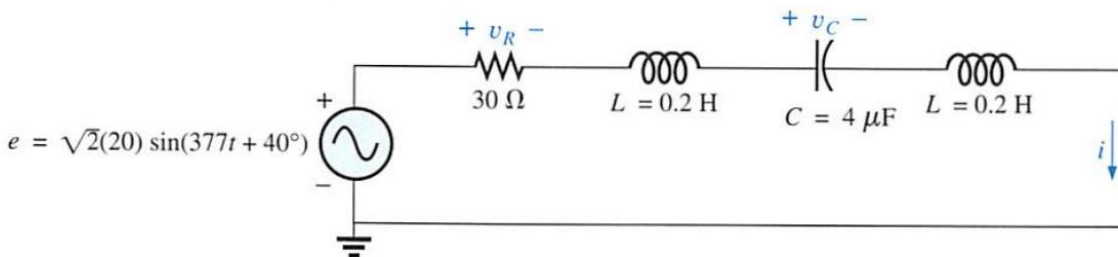 + v_R − + v_C −
30 Ω L = 0.2 H C = 4 μF L = 0.2 H
+
e = √2(20) sin(377t + 40°)
−
i